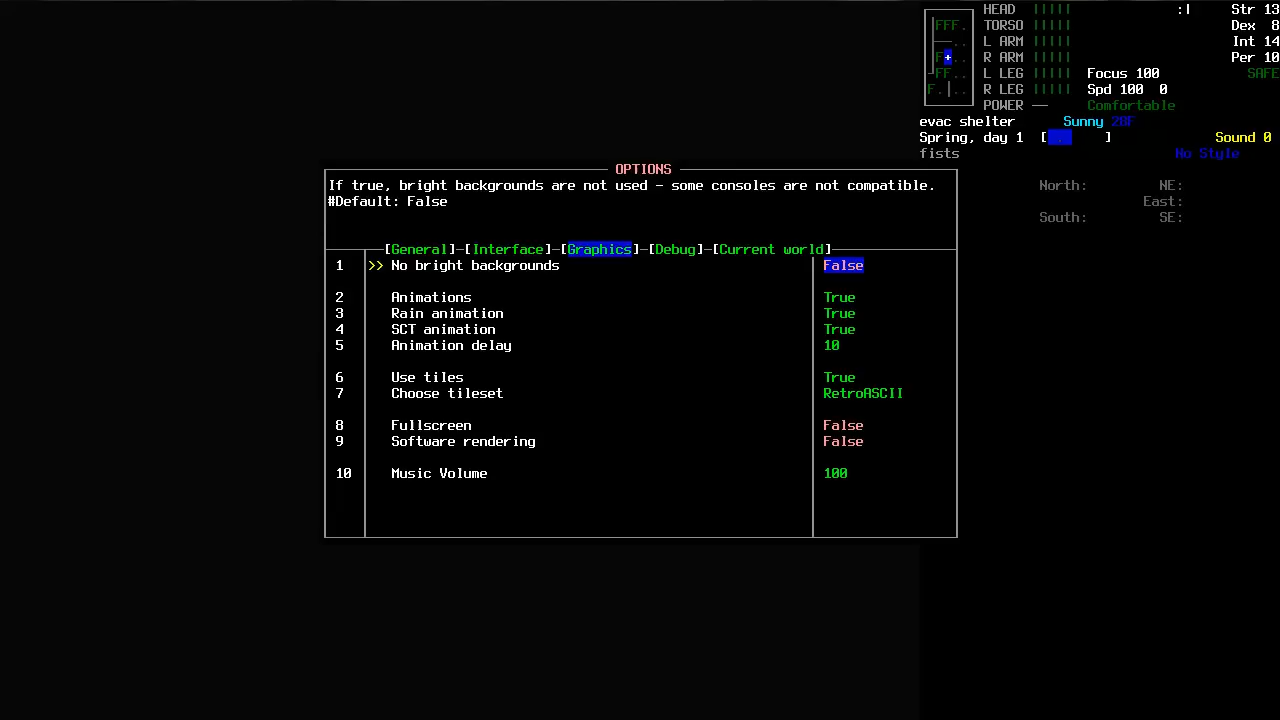 HEAD ||||| :| Str 13
FFF. TORSO ||||| Dex 8
L ARM ||||| Int 14
F+.. R ARM ||||| Per 10
FF.. L LEG ||||| Focus 100 SAFE
F.|.. R LEG ||||| Spd 100 0
POWER — Comfortable
evac shelter Sunny 28F
Spring, day 1 [ . ] Sound 0
fists No Style
North: NE:
East:
South: SE:
OPTIONS
If true, bright backgrounds are not used - some consoles are not compatible.
#Default: False
[General]-[Interface]-[Graphics]-[Debug]-[Current world]
1 >> No bright backgrounds False
2 Animations True
3 Rain animation True
4 SCT animation True
5 Animation delay 10
6 Use tiles True
7 Choose tileset RetroASCII
8 Fullscreen False
9 Software rendering False
10 Music Volume 100